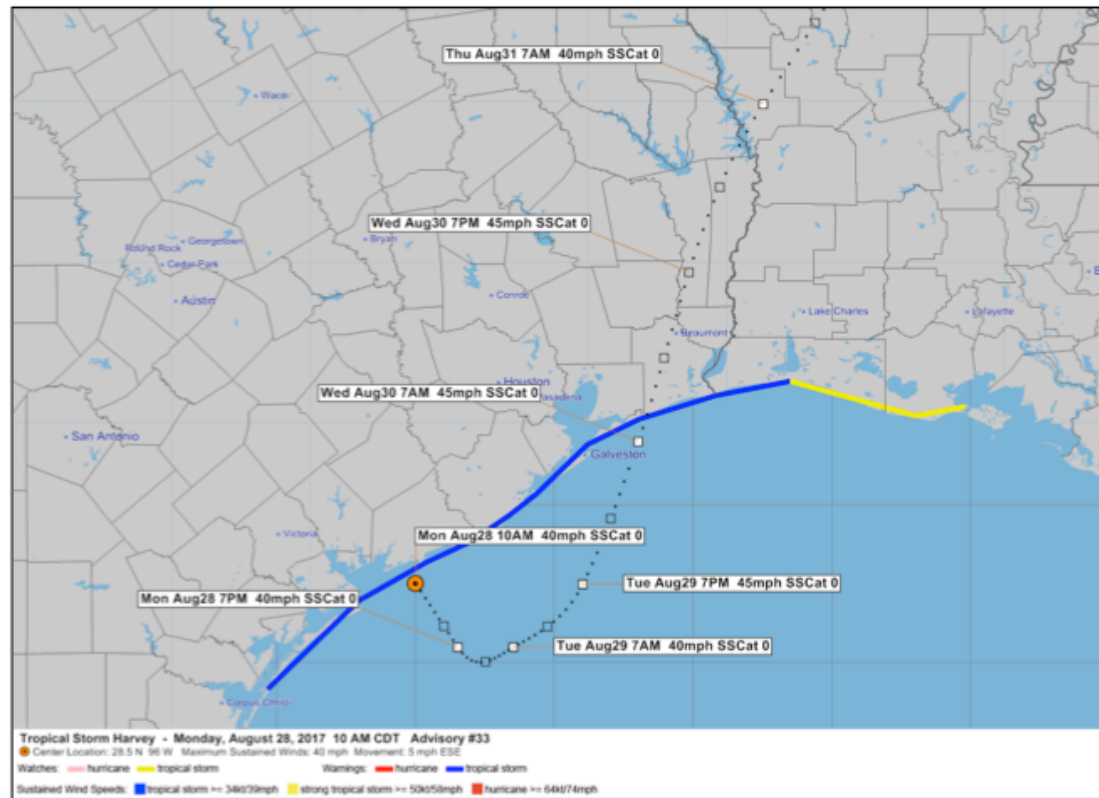 Thu Aug31 7AM 40mph SSCat 0
Waco
Wed Aug30 7PM 45mph SSCat 0
Bryan
Georgetown
Round Rock
Cedar Park
Austin
Conroe
Lake Charles
Lafayette
Beaumont
Houston
Wed Aug30 7AM 45mph SSCat 0
asadena
San Antonio
Galveston
Victoria
Mon Aug28 10AM 40mph SSCat 0
Mon Aug28 7PM 40mph SSCat 0
Tue Aug29 7PM 45mph SSCat 0
Tue Aug29 7AM 40mph SSCat 0
Corpus Christi
Tropical Storm Harvey - Monday, August 28, 2017 10 AM CDT Advisory #33
Center Location: 28.5 N 96 W Maximum Sustained Winds: 40 mph Movement: 5 mph ESE
Watches: hurricane tropical storm Warnings: hurricane tropical storm
Sustained Wind Speeds: tropical storm >= 34kt/39mph strong tropical storm >= 50kt/58mph hurricane >= 64kt/74mph